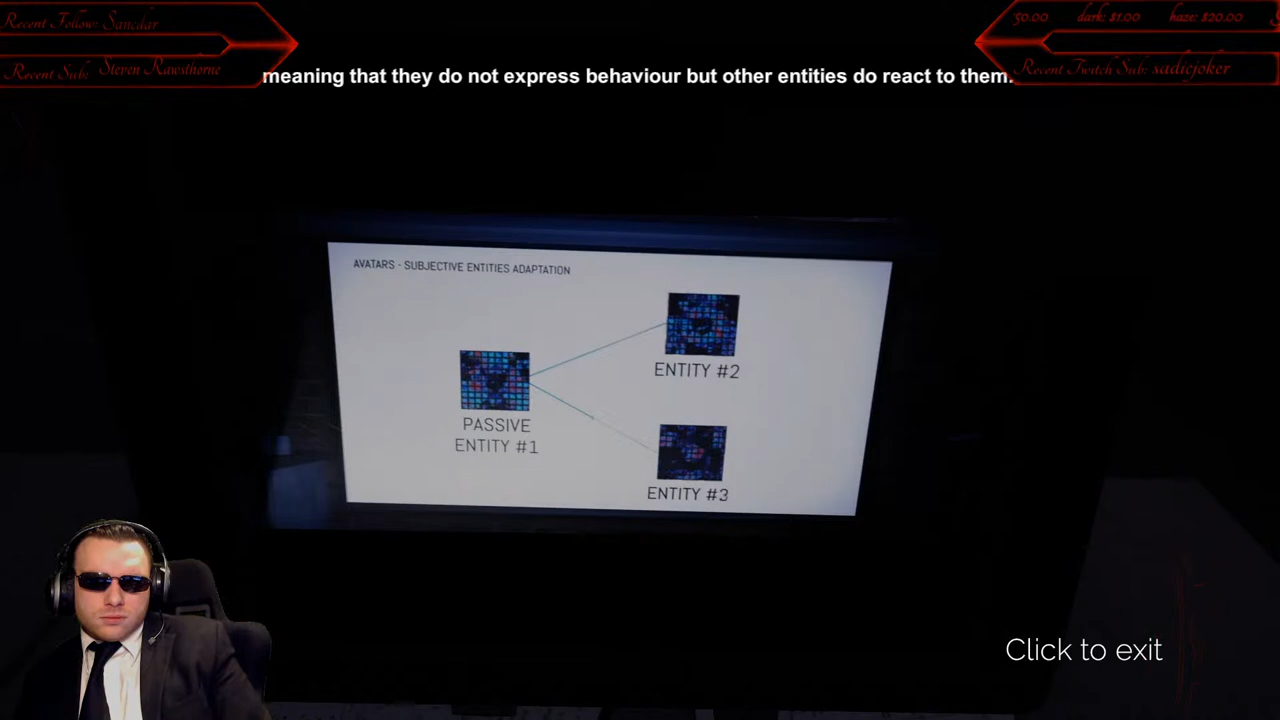 Recent Follow: Sancdar
50.00 dark: $1.00 haze: $20.00
Recent Sub: Steven Rawsthorne
meaning that they do not express behaviour but other entities do react to them.
Recent Twitch Sub: sadicjoker
AVATARS - SUBJECTIVE ENTITIES ADAPTATION
ENTITY #2
PASSIVE
ENTITY #1
ENTITY #3
Click to exit